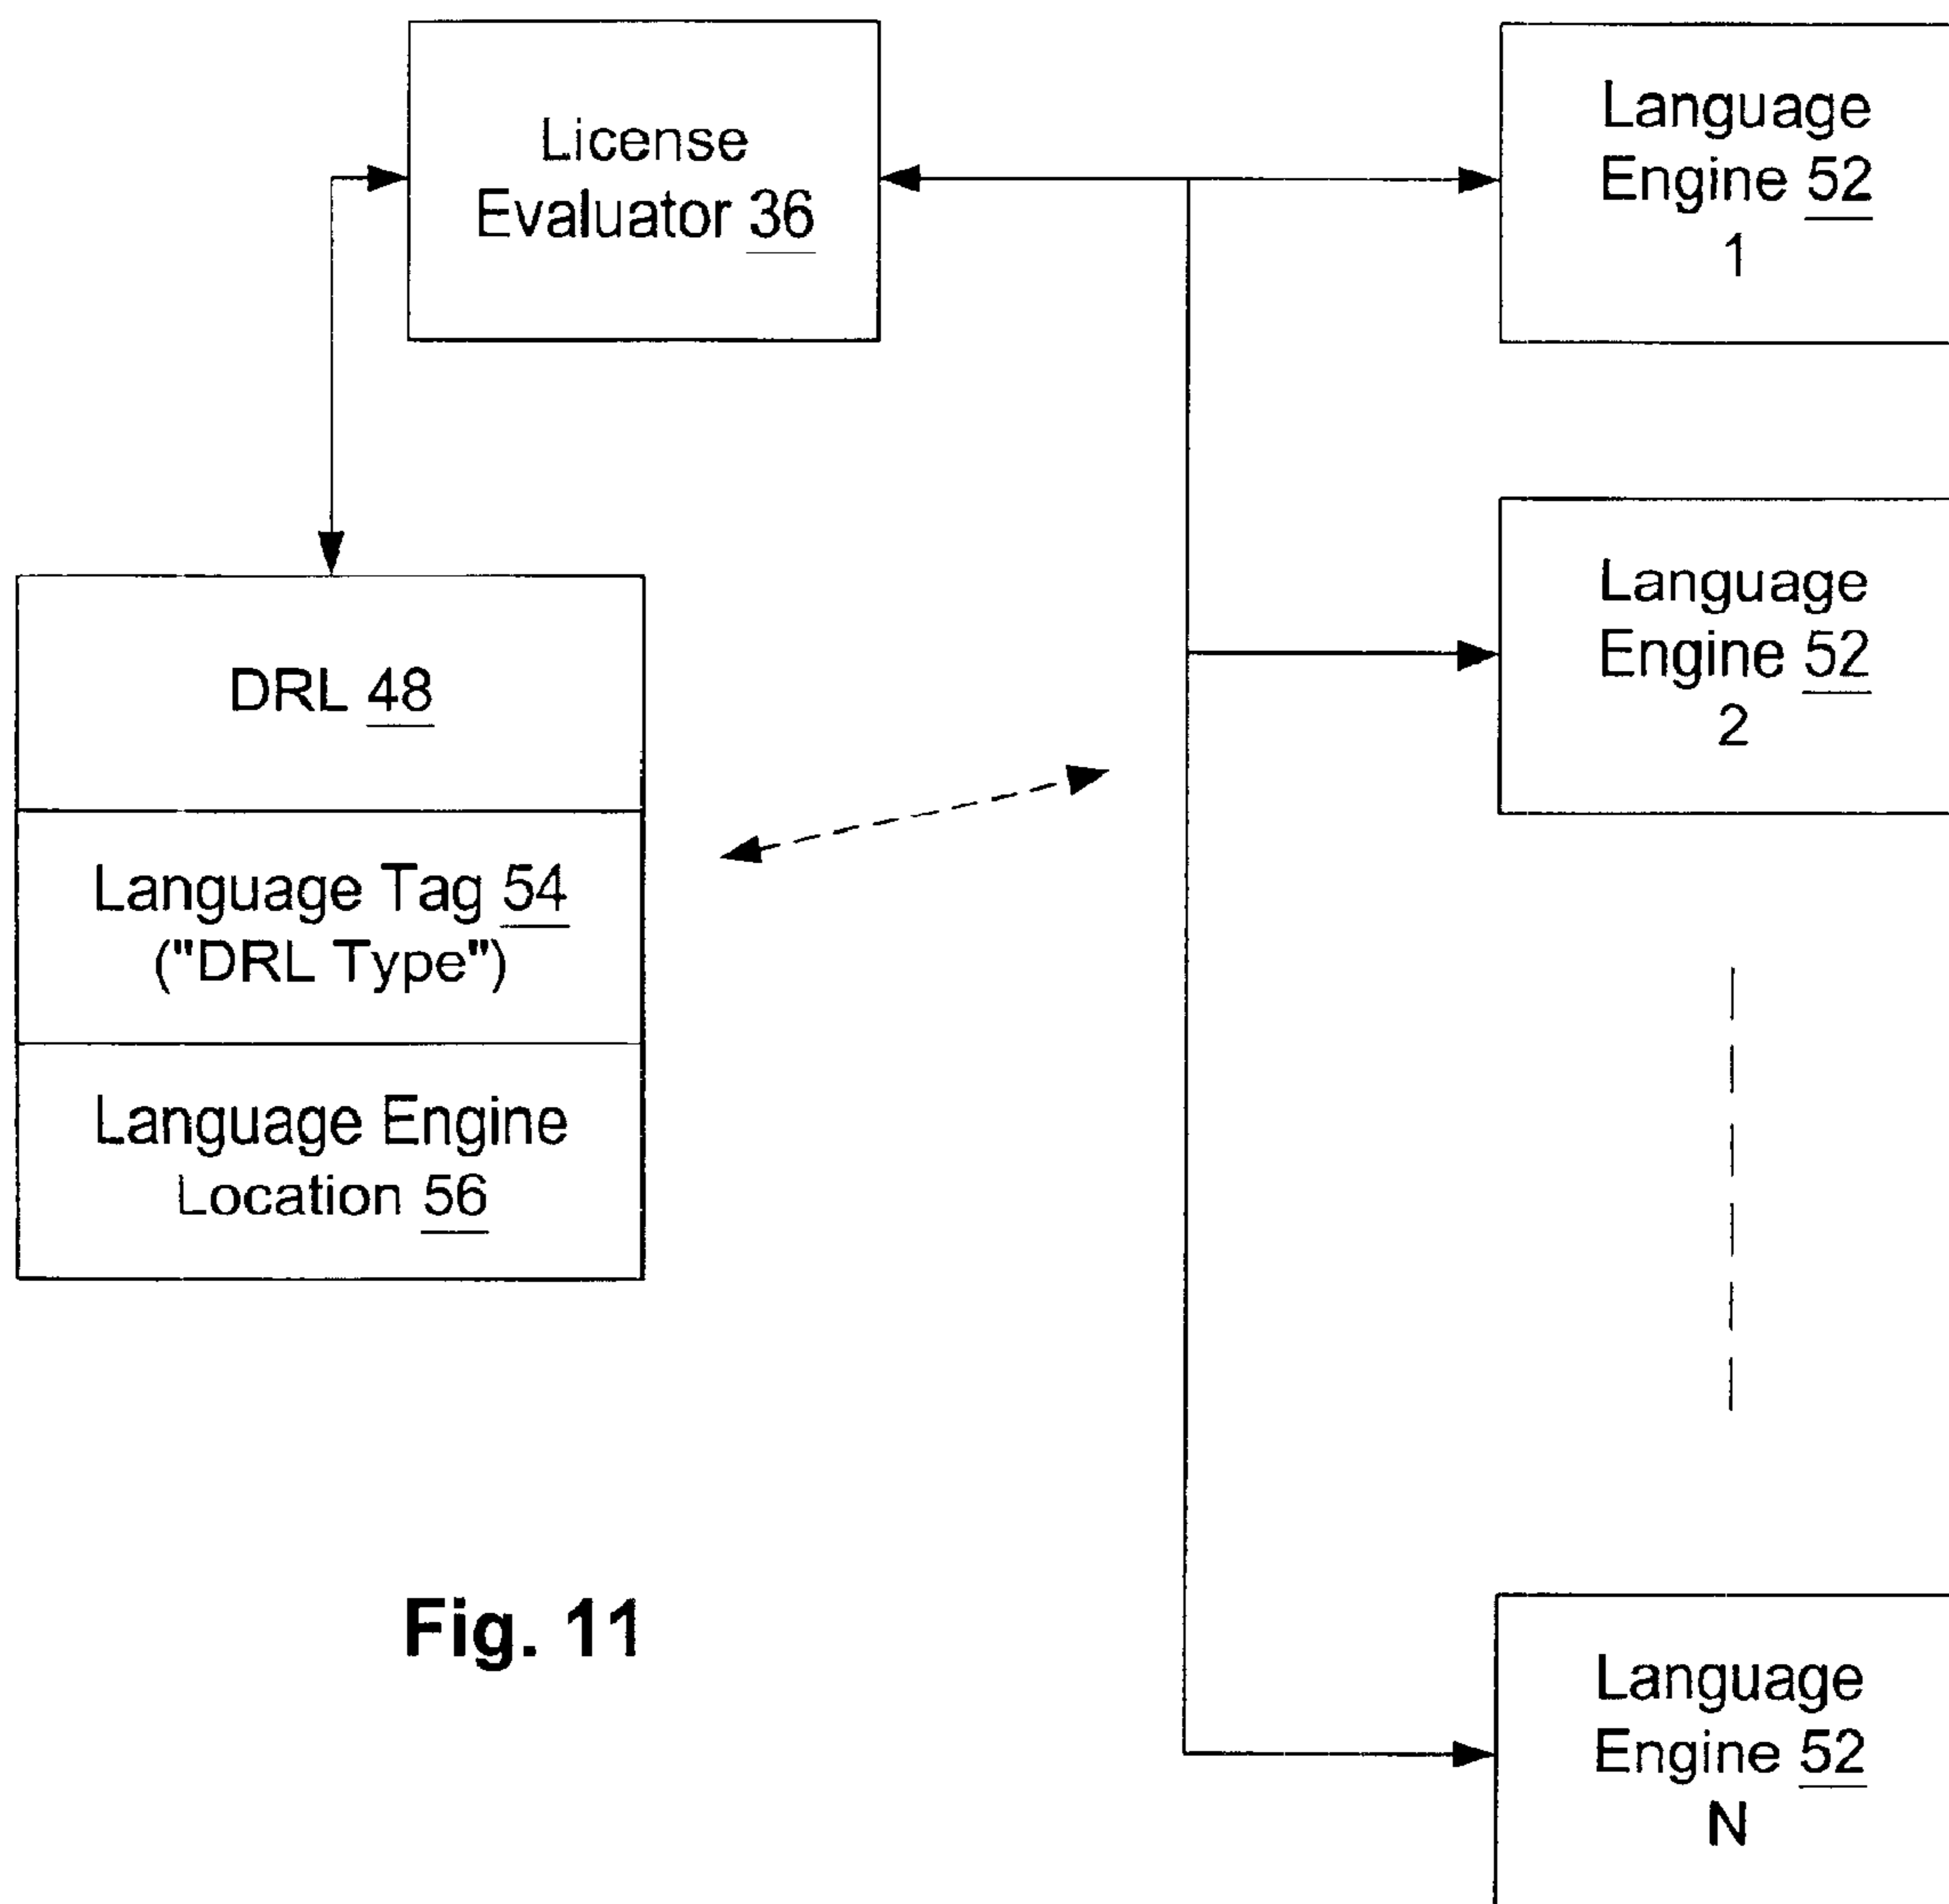 License
Evaluator 36
Language
Engine 52
1
Language
Engine 52
2
DRL 48
Language Tag 54
("DRL Type")
Language Engine
Location 56
Fig. 11
Language
Engine 52
N